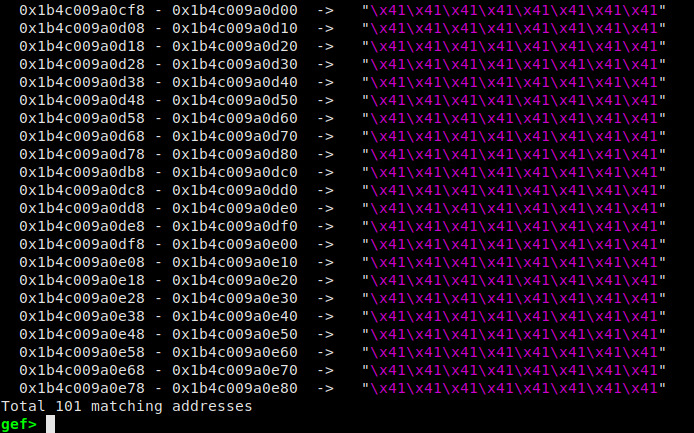 0x1b4c009a0cf8 - 0x1b4c009a0d00  ->   "\x41\x41\x41\x41\x41\x41\x41\x41"
0x1b4c009a0d08 - 0x1b4c009a0d10  ->   "\x41\x41\x41\x41\x41\x41\x41\x41"
0x1b4c009a0d18 - 0x1b4c009a0d20  ->   "\x41\x41\x41\x41\x41\x41\x41\x41"
0x1b4c009a0d28 - 0x1b4c009a0d30  ->   "\x41\x41\x41\x41\x41\x41\x41\x41"
0x1b4c009a0d38 - 0x1b4c009a0d40  ->   "\x41\x41\x41\x41\x41\x41\x41\x41"
0x1b4c009a0d48 - 0x1b4c009a0d50  ->   "\x41\x41\x41\x41\x41\x41\x41\x41"
0x1b4c009a0d58 - 0x1b4c009a0d60  ->   "\x41\x41\x41\x41\x41\x41\x41\x41"
0x1b4c009a0d68 - 0x1b4c009a0d70  ->   "\x41\x41\x41\x41\x41\x41\x41\x41"
0x1b4c009a0d78 - 0x1b4c009a0d80  ->   "\x41\x41\x41\x41\x41\x41\x41\x41"
0x1b4c009a0db8 - 0x1b4c009a0dc0  ->   "\x41\x41\x41\x41\x41\x41\x41\x41"
0x1b4c009a0dc8 - 0x1b4c009a0dd0  ->   "\x41\x41\x41\x41\x41\x41\x41\x41"
0x1b4c009a0dd8 - 0x1b4c009a0de0  ->   "\x41\x41\x41\x41\x41\x41\x41\x41"
0x1b4c009a0de8 - 0x1b4c009a0df0  ->   "\x41\x41\x41\x41\x41\x41\x41\x41"
0x1b4c009a0df8 - 0x1b4c009a0e00  ->   "\x41\x41\x41\x41\x41\x41\x41\x41"
0x1b4c009a0e08 - 0x1b4c009a0e10  ->   "\x41\x41\x41\x41\x41\x41\x41\x41"
0x1b4c009a0e18 - 0x1b4c009a0e20  ->   "\x41\x41\x41\x41\x41\x41\x41\x41"
0x1b4c009a0e28 - 0x1b4c009a0e30  ->   "\x41\x41\x41\x41\x41\x41\x41\x41"
0x1b4c009a0e38 - 0x1b4c009a0e40  ->   "\x41\x41\x41\x41\x41\x41\x41\x41"
0x1b4c009a0e48 - 0x1b4c009a0e50  ->   "\x41\x41\x41\x41\x41\x41\x41\x41"
0x1b4c009a0e58 - 0x1b4c009a0e60  ->   "\x41\x41\x41\x41\x41\x41\x41\x41"
0x1b4c009a0e68 - 0x1b4c009a0e70  ->   "\x41\x41\x41\x41\x41\x41\x41\x41"
0x1b4c009a0e78 - 0x1b4c009a0e80  ->   "\x41\x41\x41\x41\x41\x41\x41\x41"
Total 101 matching addresses
gef>